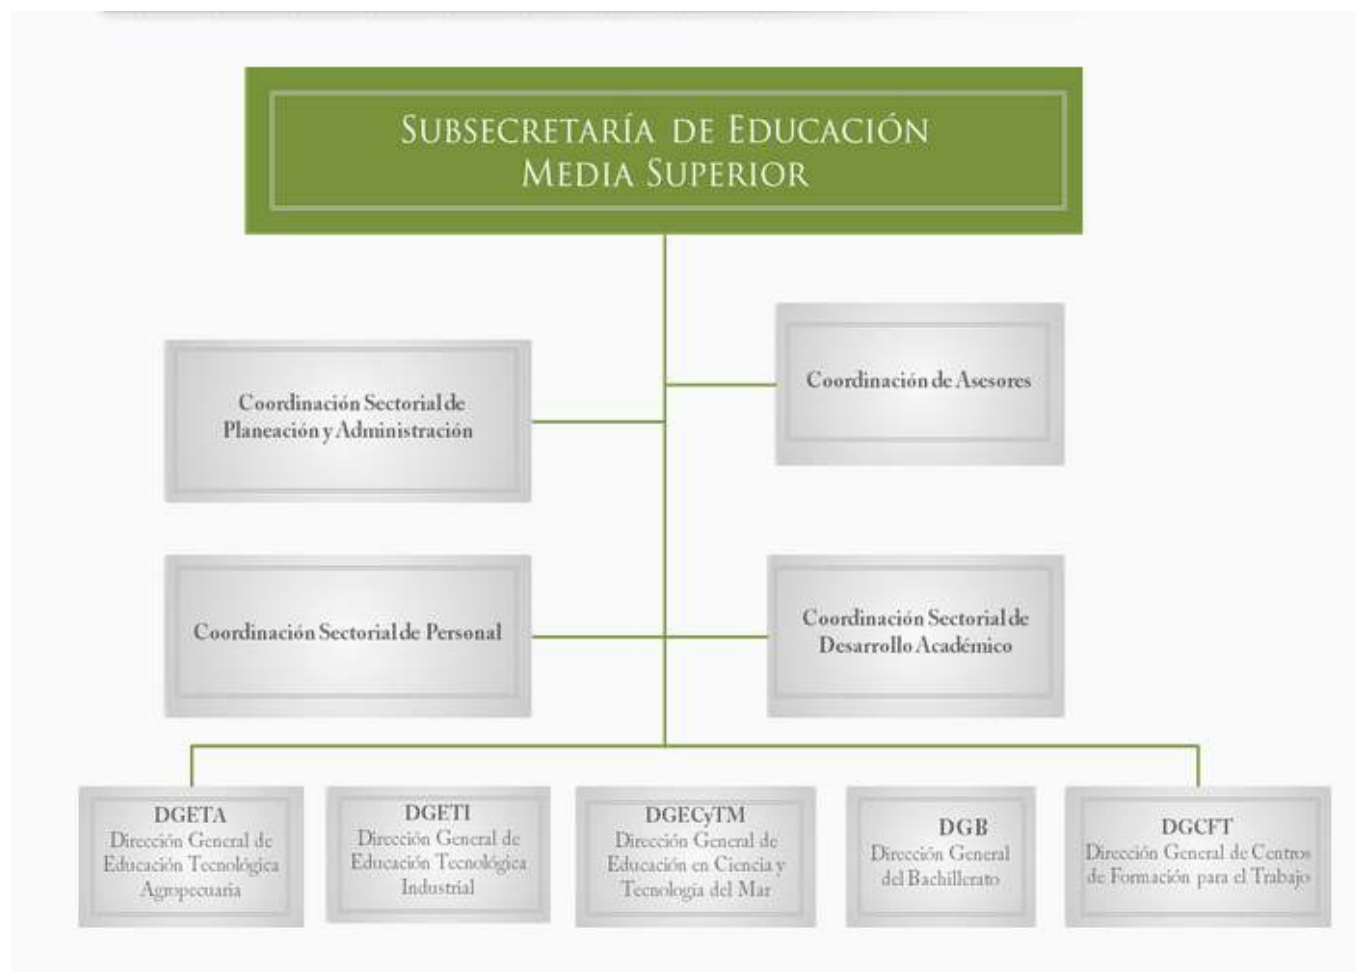 SUBSECRETARÍA DE EDUCACIÓN
MEDIA SUPERIOR
Coordinación de Asesores
Coordinación Sectorial de
Planeación y Administración
Coordinación Sectorial de Personal
Coordinación Sectorial de
Desarrollo Académico
DGETA
Dirección General de
Educación Tecnológica
Agropecuaria
DGETI
Dirección General de
Educación Tecnológica
Industrial
DGECyTM
Dirección General de
Educación en Ciencia y
Tecnología del Mar
DGB
Dirección General
del Bachillerato
DGCFT
Dirección General de Centros
de Formación para el Trabajo